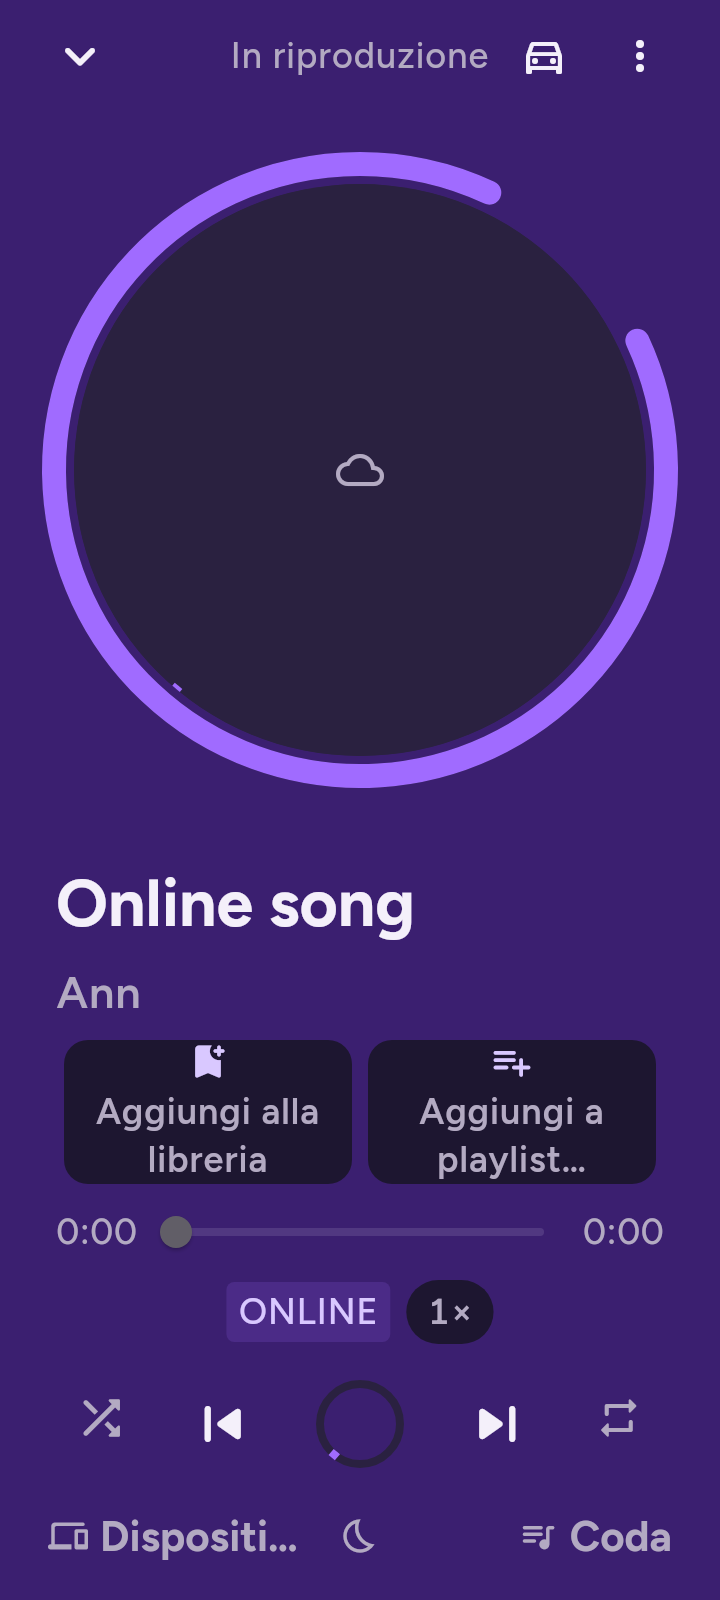 In riproduzione
Online song
Ann
Aggiungi alla
libreria
Aggiungi a
playlist...
0:00
0:00
ONLINE
1×
Dispositi...
Coda